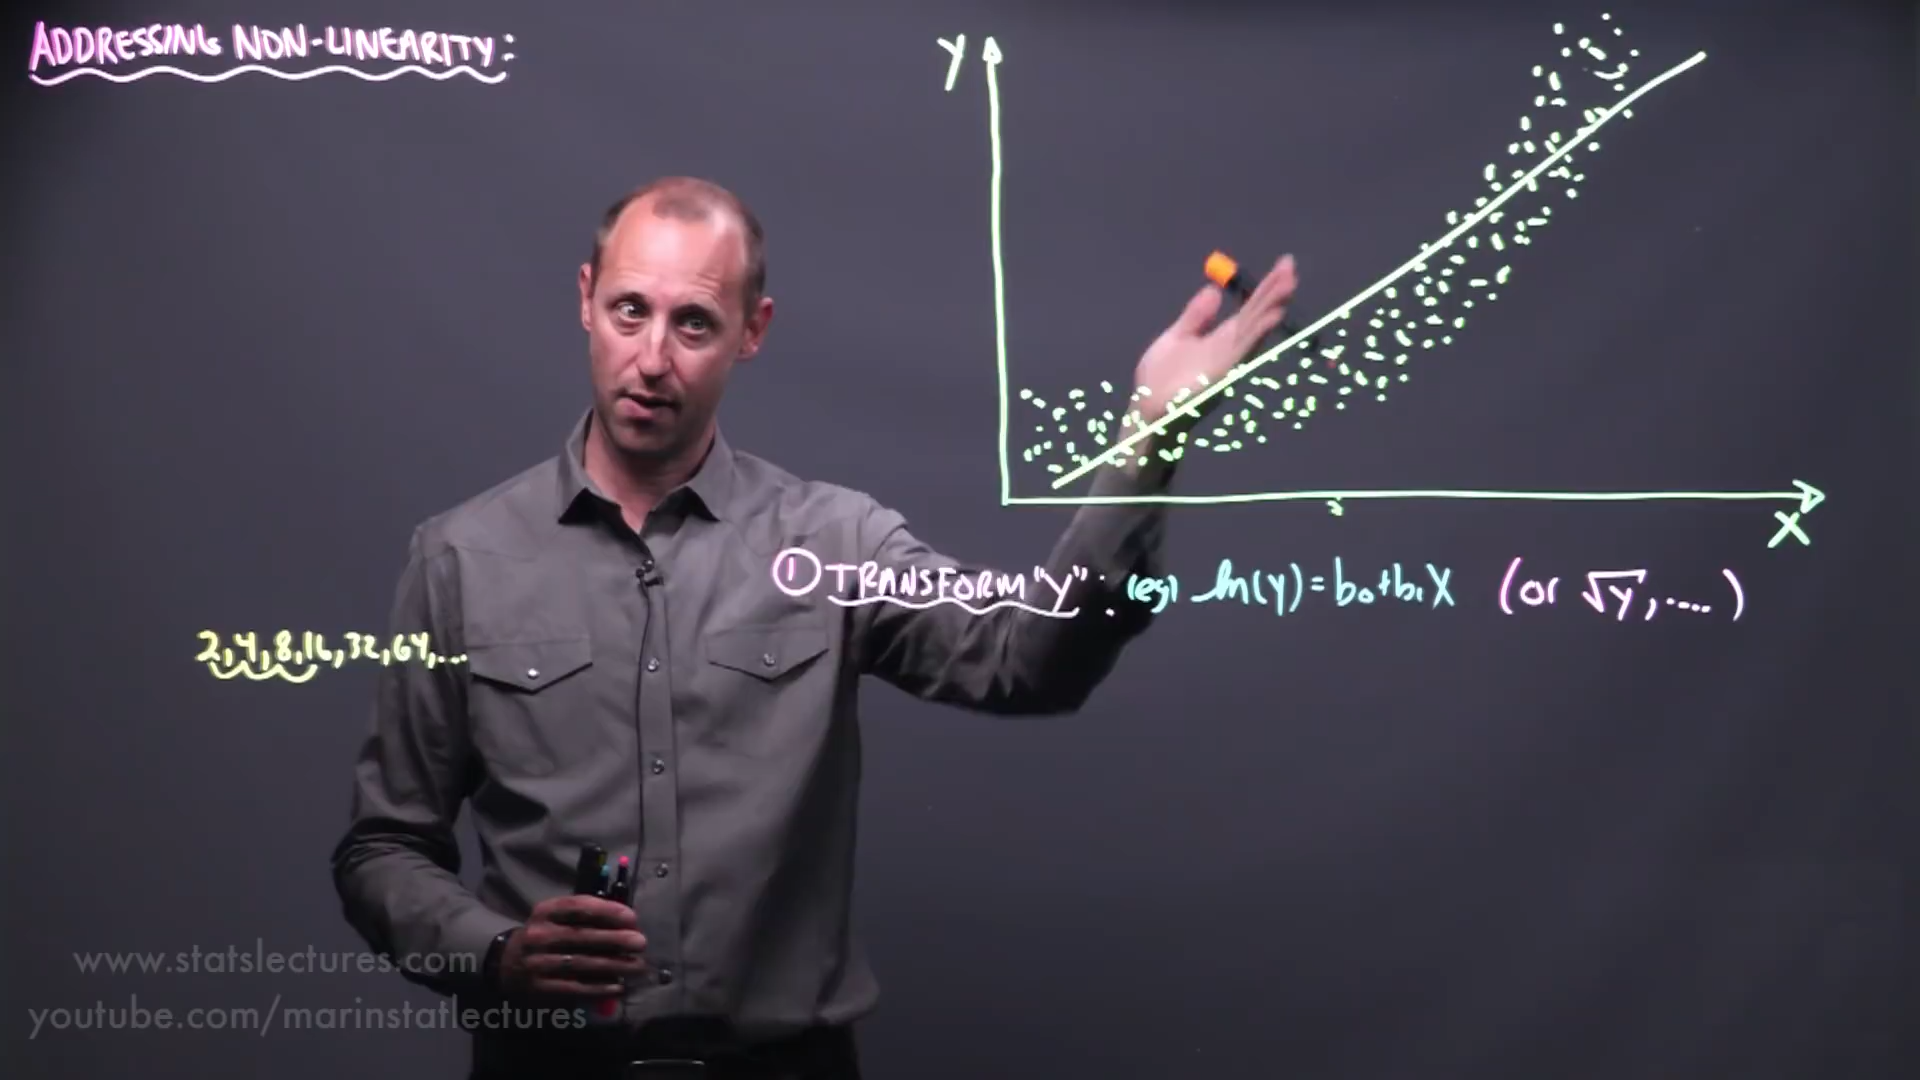 ADDRESSING NON-LINEARITY:
Y
X
① TRANSFORM "Y": (eg) ln(y) = b₀+b₁X (or √y, ....)
2,4,8,16,32,64,...
www.statslectures.com
youtube.com/marinstatlectures